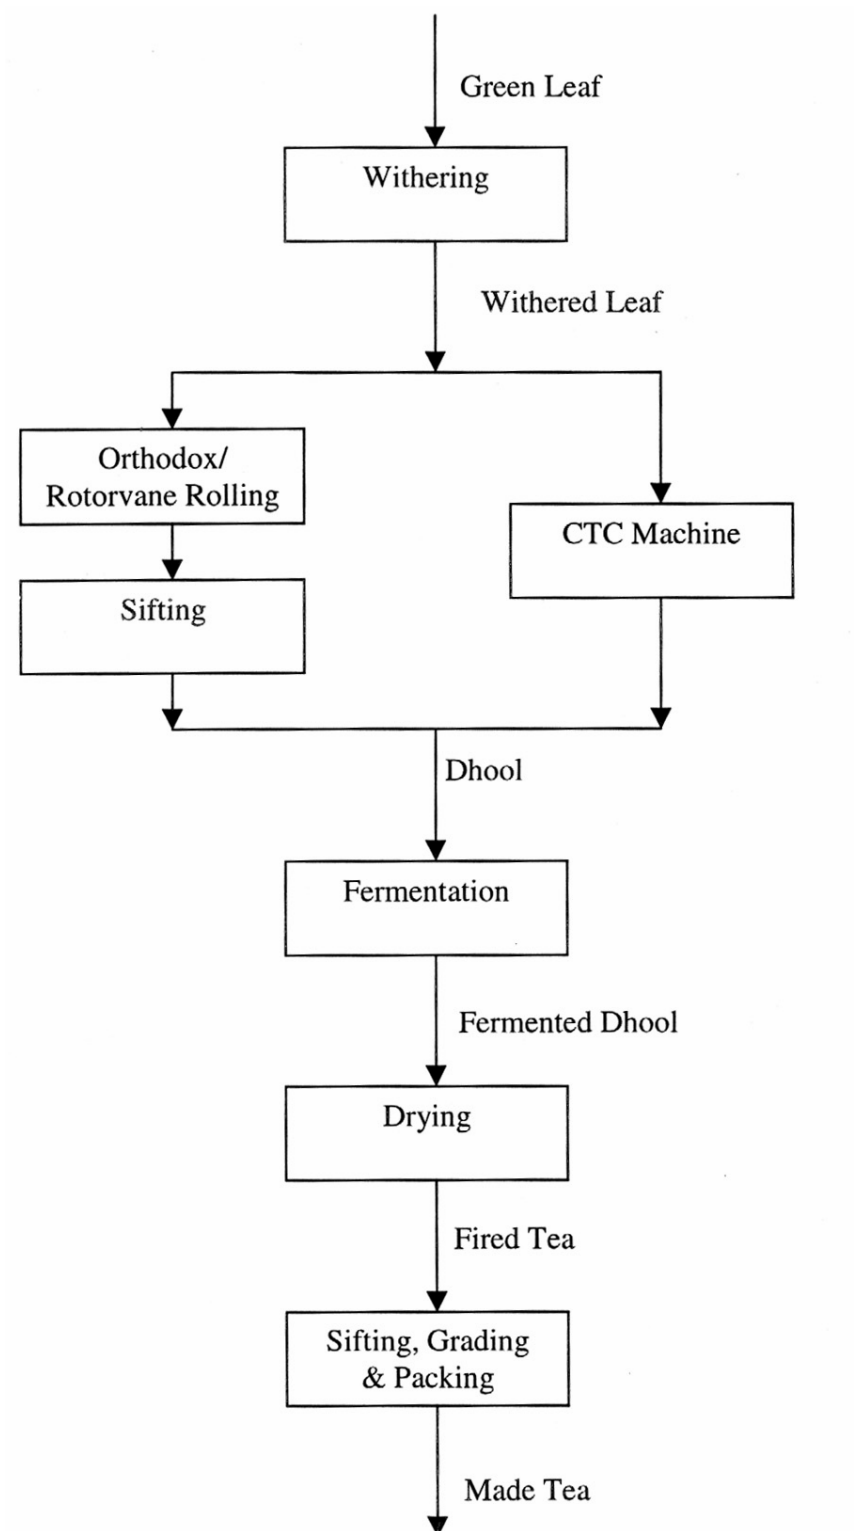 Green Leaf
Withering
Withered Leaf
Orthodox/
Rotorvane Rolling
CTC Machine
Sifting
Dhool
Fermentation
Fermented Dhool
Drying
Fired Tea
Sifting, Grading
& Packing
Made Tea